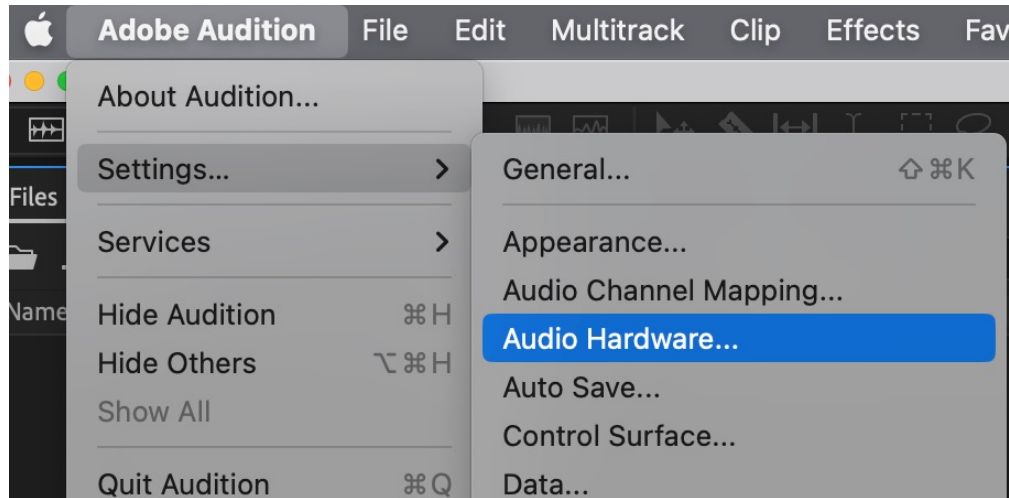 Adobe Audition File Edit Multitrack Clip Effects Fav
About Audition...
Settings...
General... ⇧⌘K
Files
Services
Appearance...
Audio Channel Mapping...
Name
Hide Audition ⌘H
Audio Hardware...
Hide Others ⌥⌘H
Auto Save...
Show All
Control Surface...
Quit Audition ⌘Q
Data...